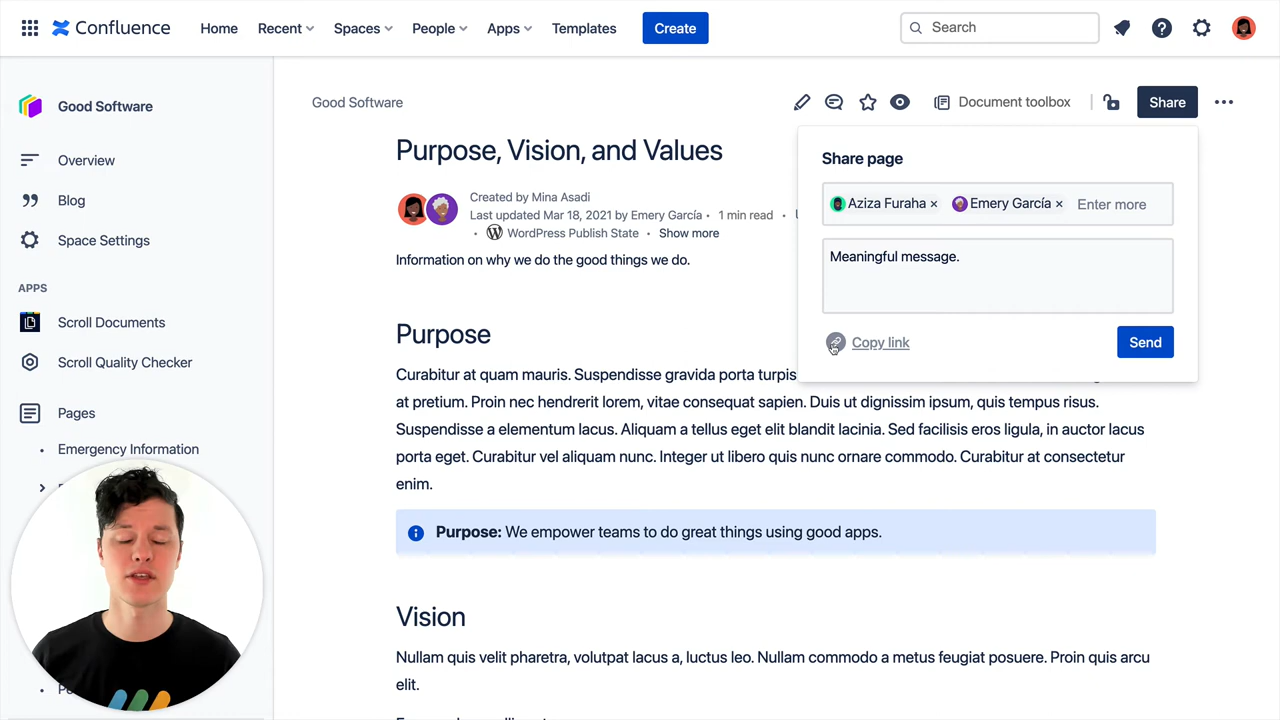 Confluence Home Recent Spaces People Apps Templates Create Search
Good Software
Overview
Blog
Space Settings
APPS
Scroll Documents
Scroll Quality Checker
Pages
Emergency Information
Good Software
Document toolbox
Share
Purpose, Vision, and Values
Created by Mina Asadi
Last updated Mar 18, 2021 by Emery García • 1 min read •
• WordPress Publish State • Show more
Information on why we do the good things we do.
Share page
Aziza Furaha × Emery García × Enter more
Meaningful message.
Copy link
Send
Purpose
Curabitur at quam mauris. Suspendisse gravida porta turpis
at pretium. Proin nec hendrerit lorem, vitae consequat sapien. Duis ut dignissim ipsum, quis tempus risus.
Suspendisse a elementum lacus. Aliquam a tellus eget elit blandit lacinia. Sed facilisis eros ligula, in auctor lacus
porta eget. Curabitur vel aliquam nunc. Integer ut libero quis nunc ornare commodo. Curabitur at consectetur
enim.
Purpose: We empower teams to do great things using good apps.
Vision
Nullam quis velit pharetra, volutpat lacus a, luctus leo. Nullam commodo a metus feugiat posuere. Proin quis arcu
elit.